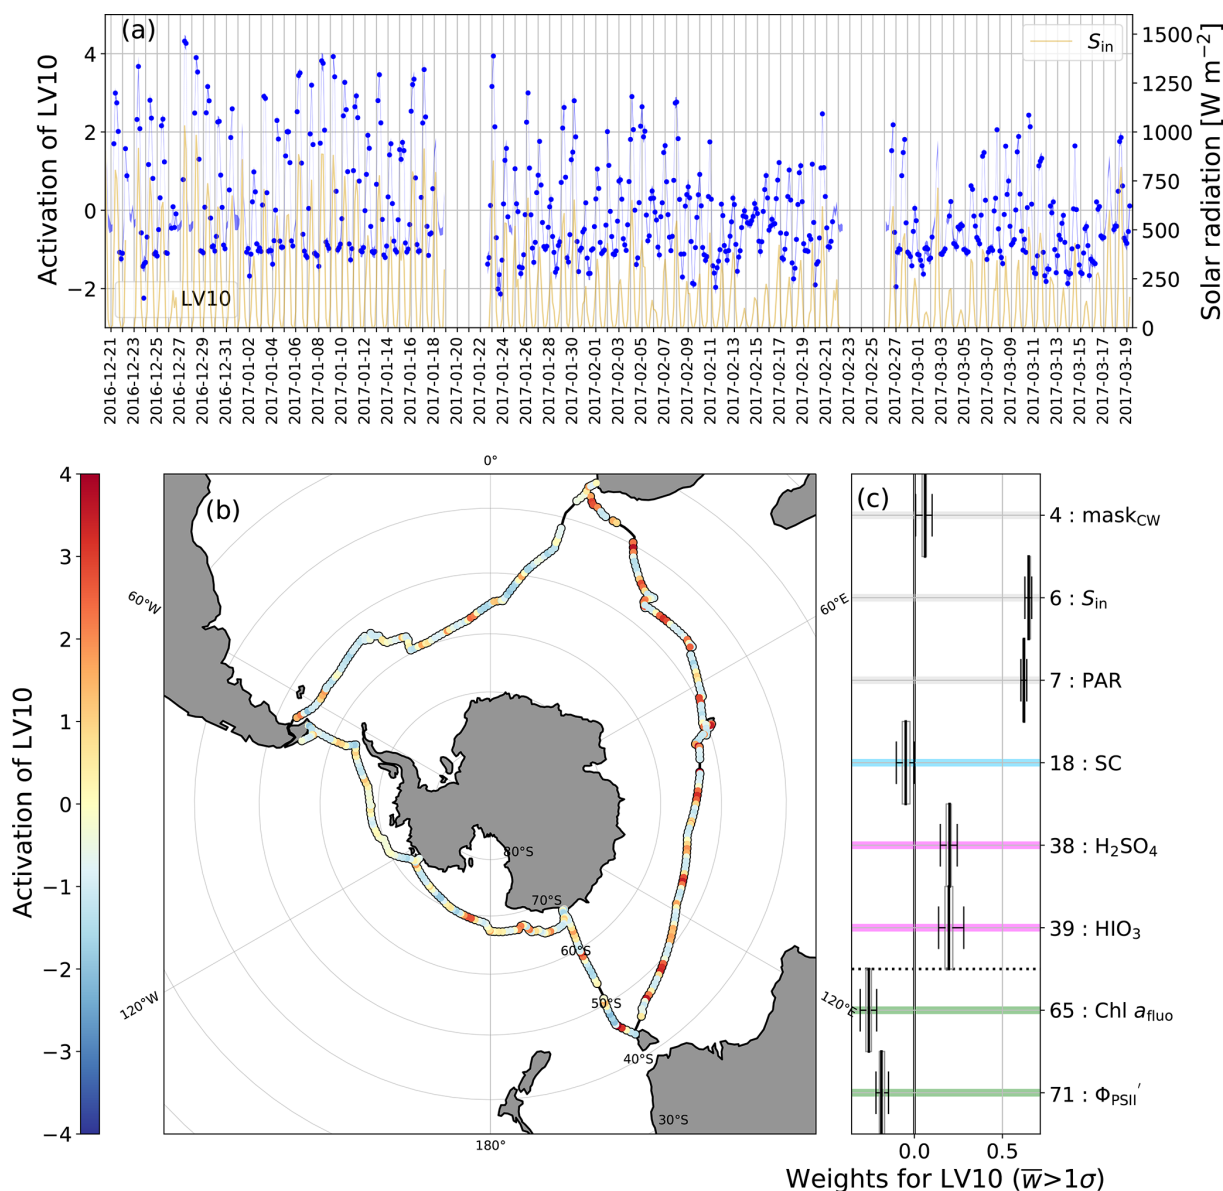 (a)
Activation of LV10
4
2
0
−2
LV10
S_in
1500
1250
1000
750
500
250
0
Solar radiation [W m⁻²]
2016-12-21
2016-12-23
2016-12-25
2016-12-27
2016-12-29
2016-12-31
2017-01-02
2017-01-04
2017-01-06
2017-01-08
2017-01-10
2017-01-12
2017-01-14
2017-01-16
2017-01-18
2017-01-20
2017-01-22
2017-01-24
2017-01-26
2017-01-28
2017-01-30
2017-02-01
2017-02-03
2017-02-05
2017-02-07
2017-02-09
2017-02-11
2017-02-13
2017-02-15
2017-02-17
2017-02-19
2017-02-21
2017-02-23
2017-02-25
2017-02-27
2017-03-01
2017-03-03
2017-03-05
2017-03-07
2017-03-09
2017-03-11
2017-03-13
2017-03-15
2017-03-17
2017-03-19
Activation of LV10
4
3
2
1
0
−1
−2
−3
−4
(b)
0°
60°W
60°E
120°W
120°E
180°
80°S
70°S
60°S
50°S
40°S
30°S
(c)
4 : mask_CW
6 : S_in
7 : PAR
18 : SC
38 : H₂SO₄
39 : HIO₃
65 : Chl a_fluo
71 : Φ_PSII′
0.0
0.5
Weights for LV10 (w̅>1σ)